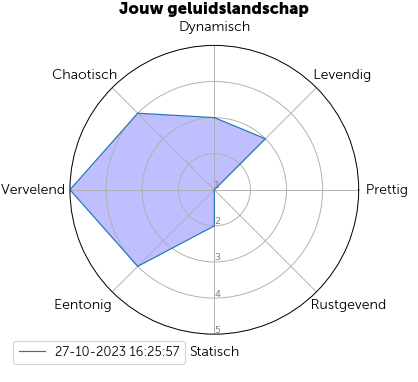 Jouw geluidslandschap
Dynamisch
Chaotisch
Levendig
Vervelend
1
Prettig
2
3
Eentonig
4
Rustgevend
5
27-10-2023 16:25:57
Statisch